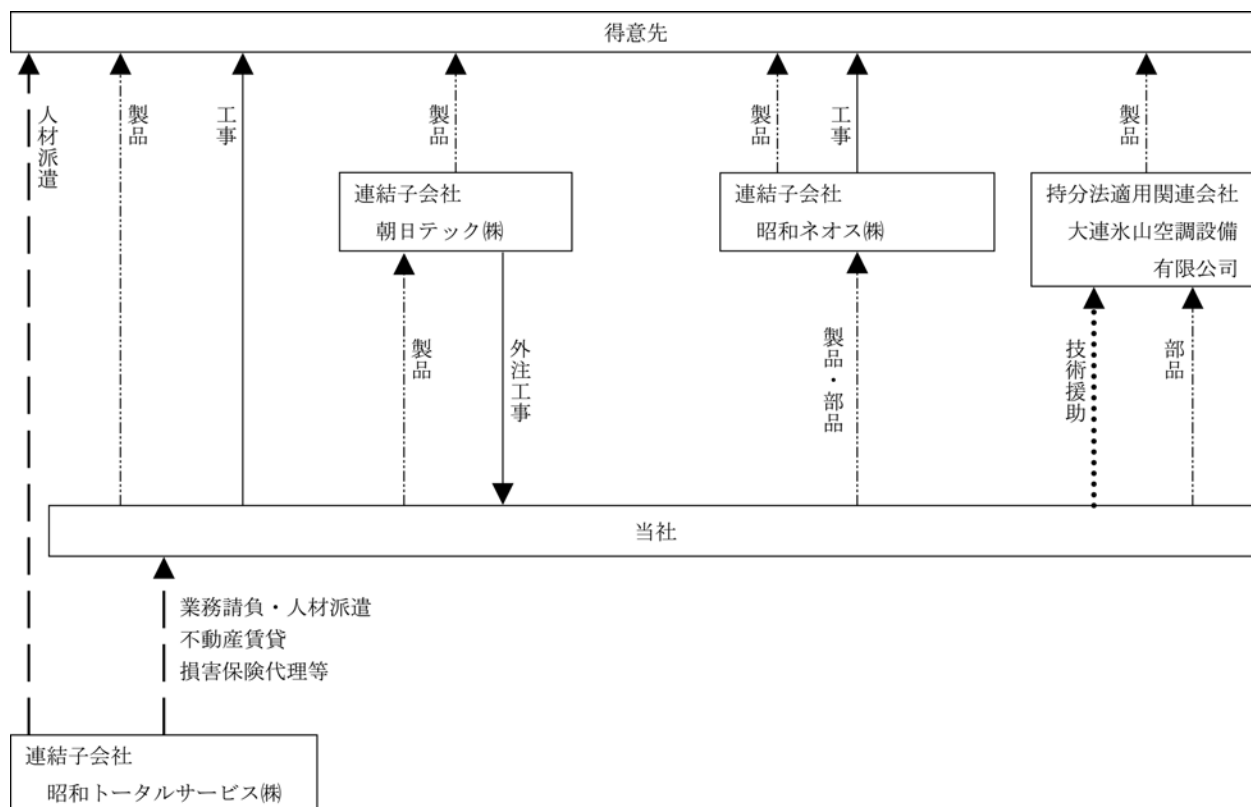 得意先
人材派遣
製品
工事
製品
製品
工事
製品
連結子会社
朝日テック㈱
連結子会社
昭和ネオス㈱
持分法適用関連会社
大連氷山空調設備
有限公司
製品
外注工事
製品・部品
技術援助
部品
当社
業務請負・人材派遣
不動産賃貸
損害保険代理等
連結子会社
昭和トータルサービス㈱